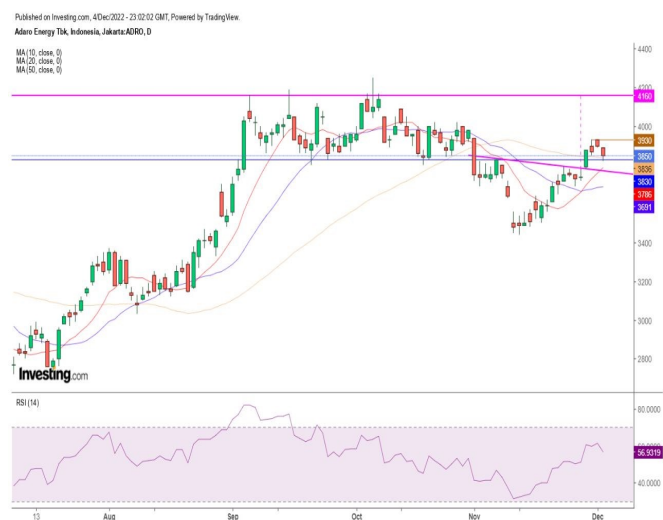 Published on Investing.com, 4/Dec/2022 - 23:02:02 GMT, Powered by TradingView.
Adaro Energy Tbk, Indonesia, Jakarta:ADRO, D
MA (10, close, 0)
MA (20, close, 0)
MA (50, close, 0)
4400
4160
4000
3930
3850
3836
3830
3786
3691
3400
3000
2800
Investing.com
RSI (14)
80.0000
56.9319
40.0000
13
Aug
Sep
Oct
Nov
Dec